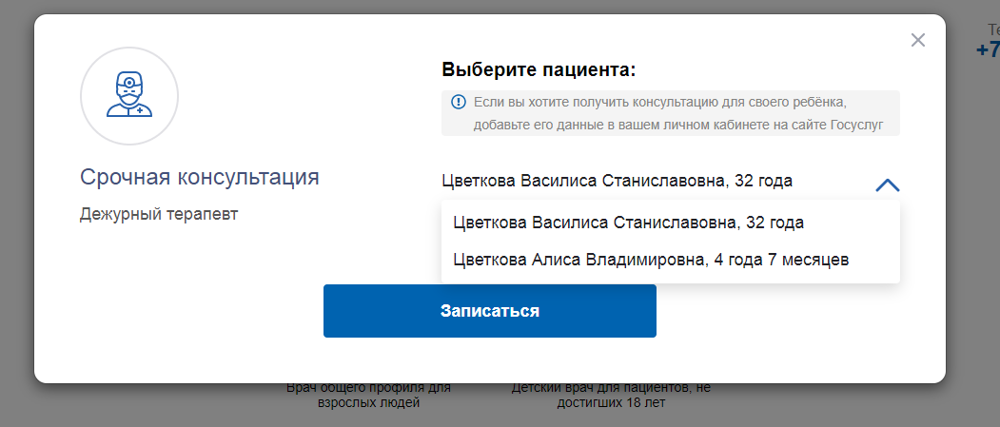 Те
+7
Выберите пациента:
Если вы хотите получить консультацию для своего ребёнка,
добавьте его данные в вашем личном кабинете на сайте Госуслуг
Срочная консультация
Дежурный терапевт
Цветкова Василиса Станиславовна, 32 года
Цветкова Василиса Станиславовна, 32 года
Цветкова Алиса Владимировна, 4 года 7 месяцев
Записаться
Врач общего профиля для
взрослых людей
Детский врач для пациентов, не
достигших 18 лет